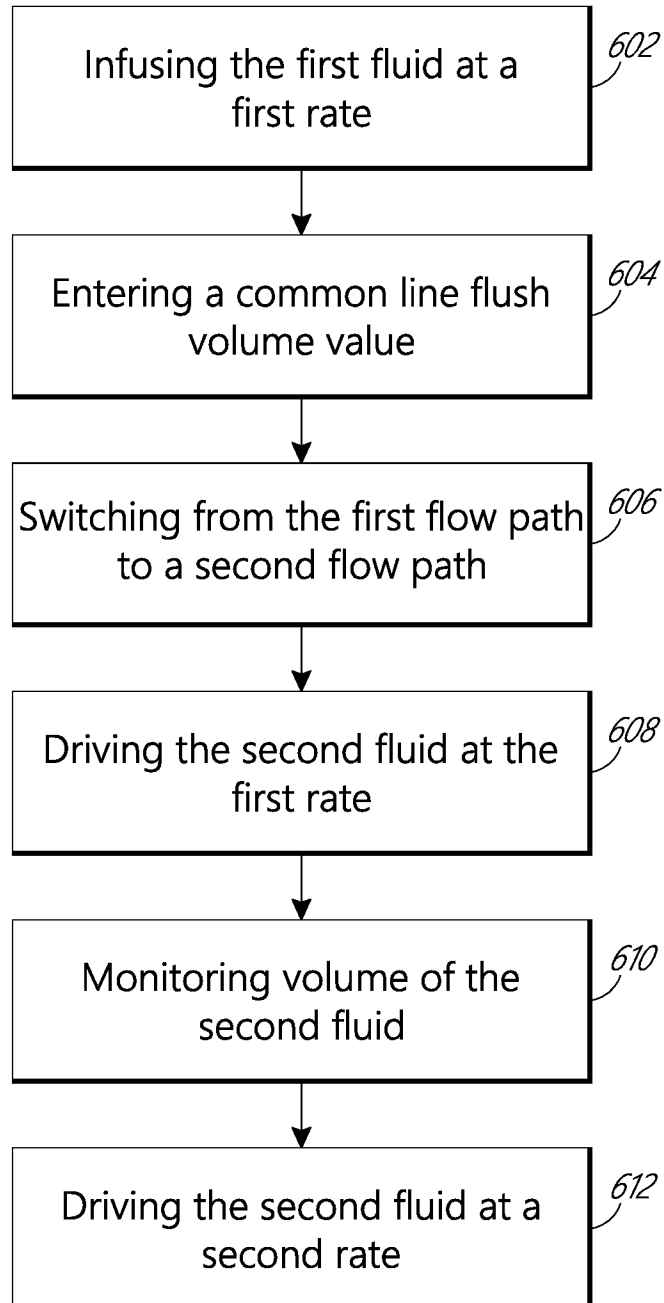 Infusing the first fluid at a
first rate
602
Entering a common line flush
volume value
604
Switching from the first flow path
to a second flow path
606
Driving the second fluid at the
first rate
608
Monitoring volume of the
second fluid
610
Driving the second fluid at a
second rate
612